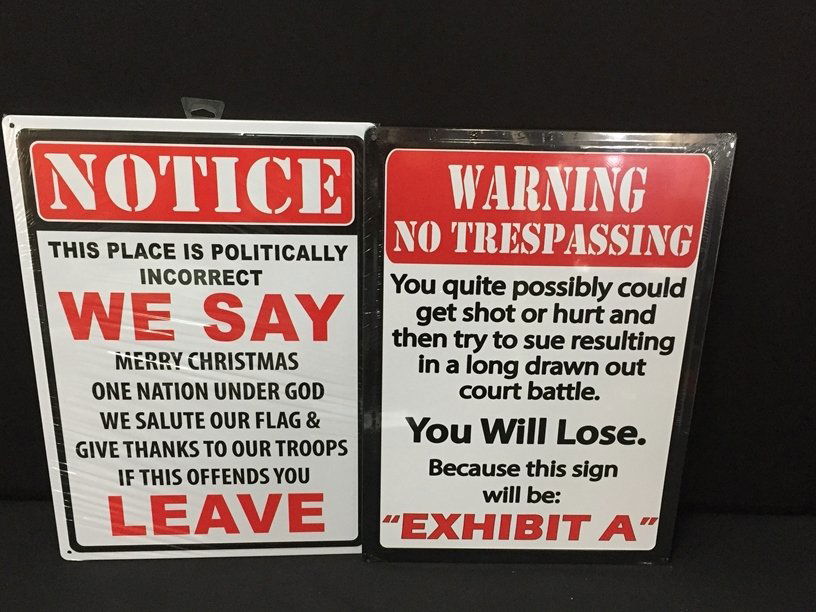 NOTICE
THIS PLACE IS POLITICALLY
INCORRECT
WE SAY
MERRY CHRISTMAS
ONE NATION UNDER GOD
WE SALUTE OUR FLAG &
GIVE THANKS TO OUR TROOPS
IF THIS OFFENDS YOU
LEAVE
WARNING
NO TRESPASSING
You quite possibly could
get shot or hurt and
then try to sue resulting
in a long drawn out
court battle.
You Will Lose.
Because this sign
will be:
“EXHIBIT A”